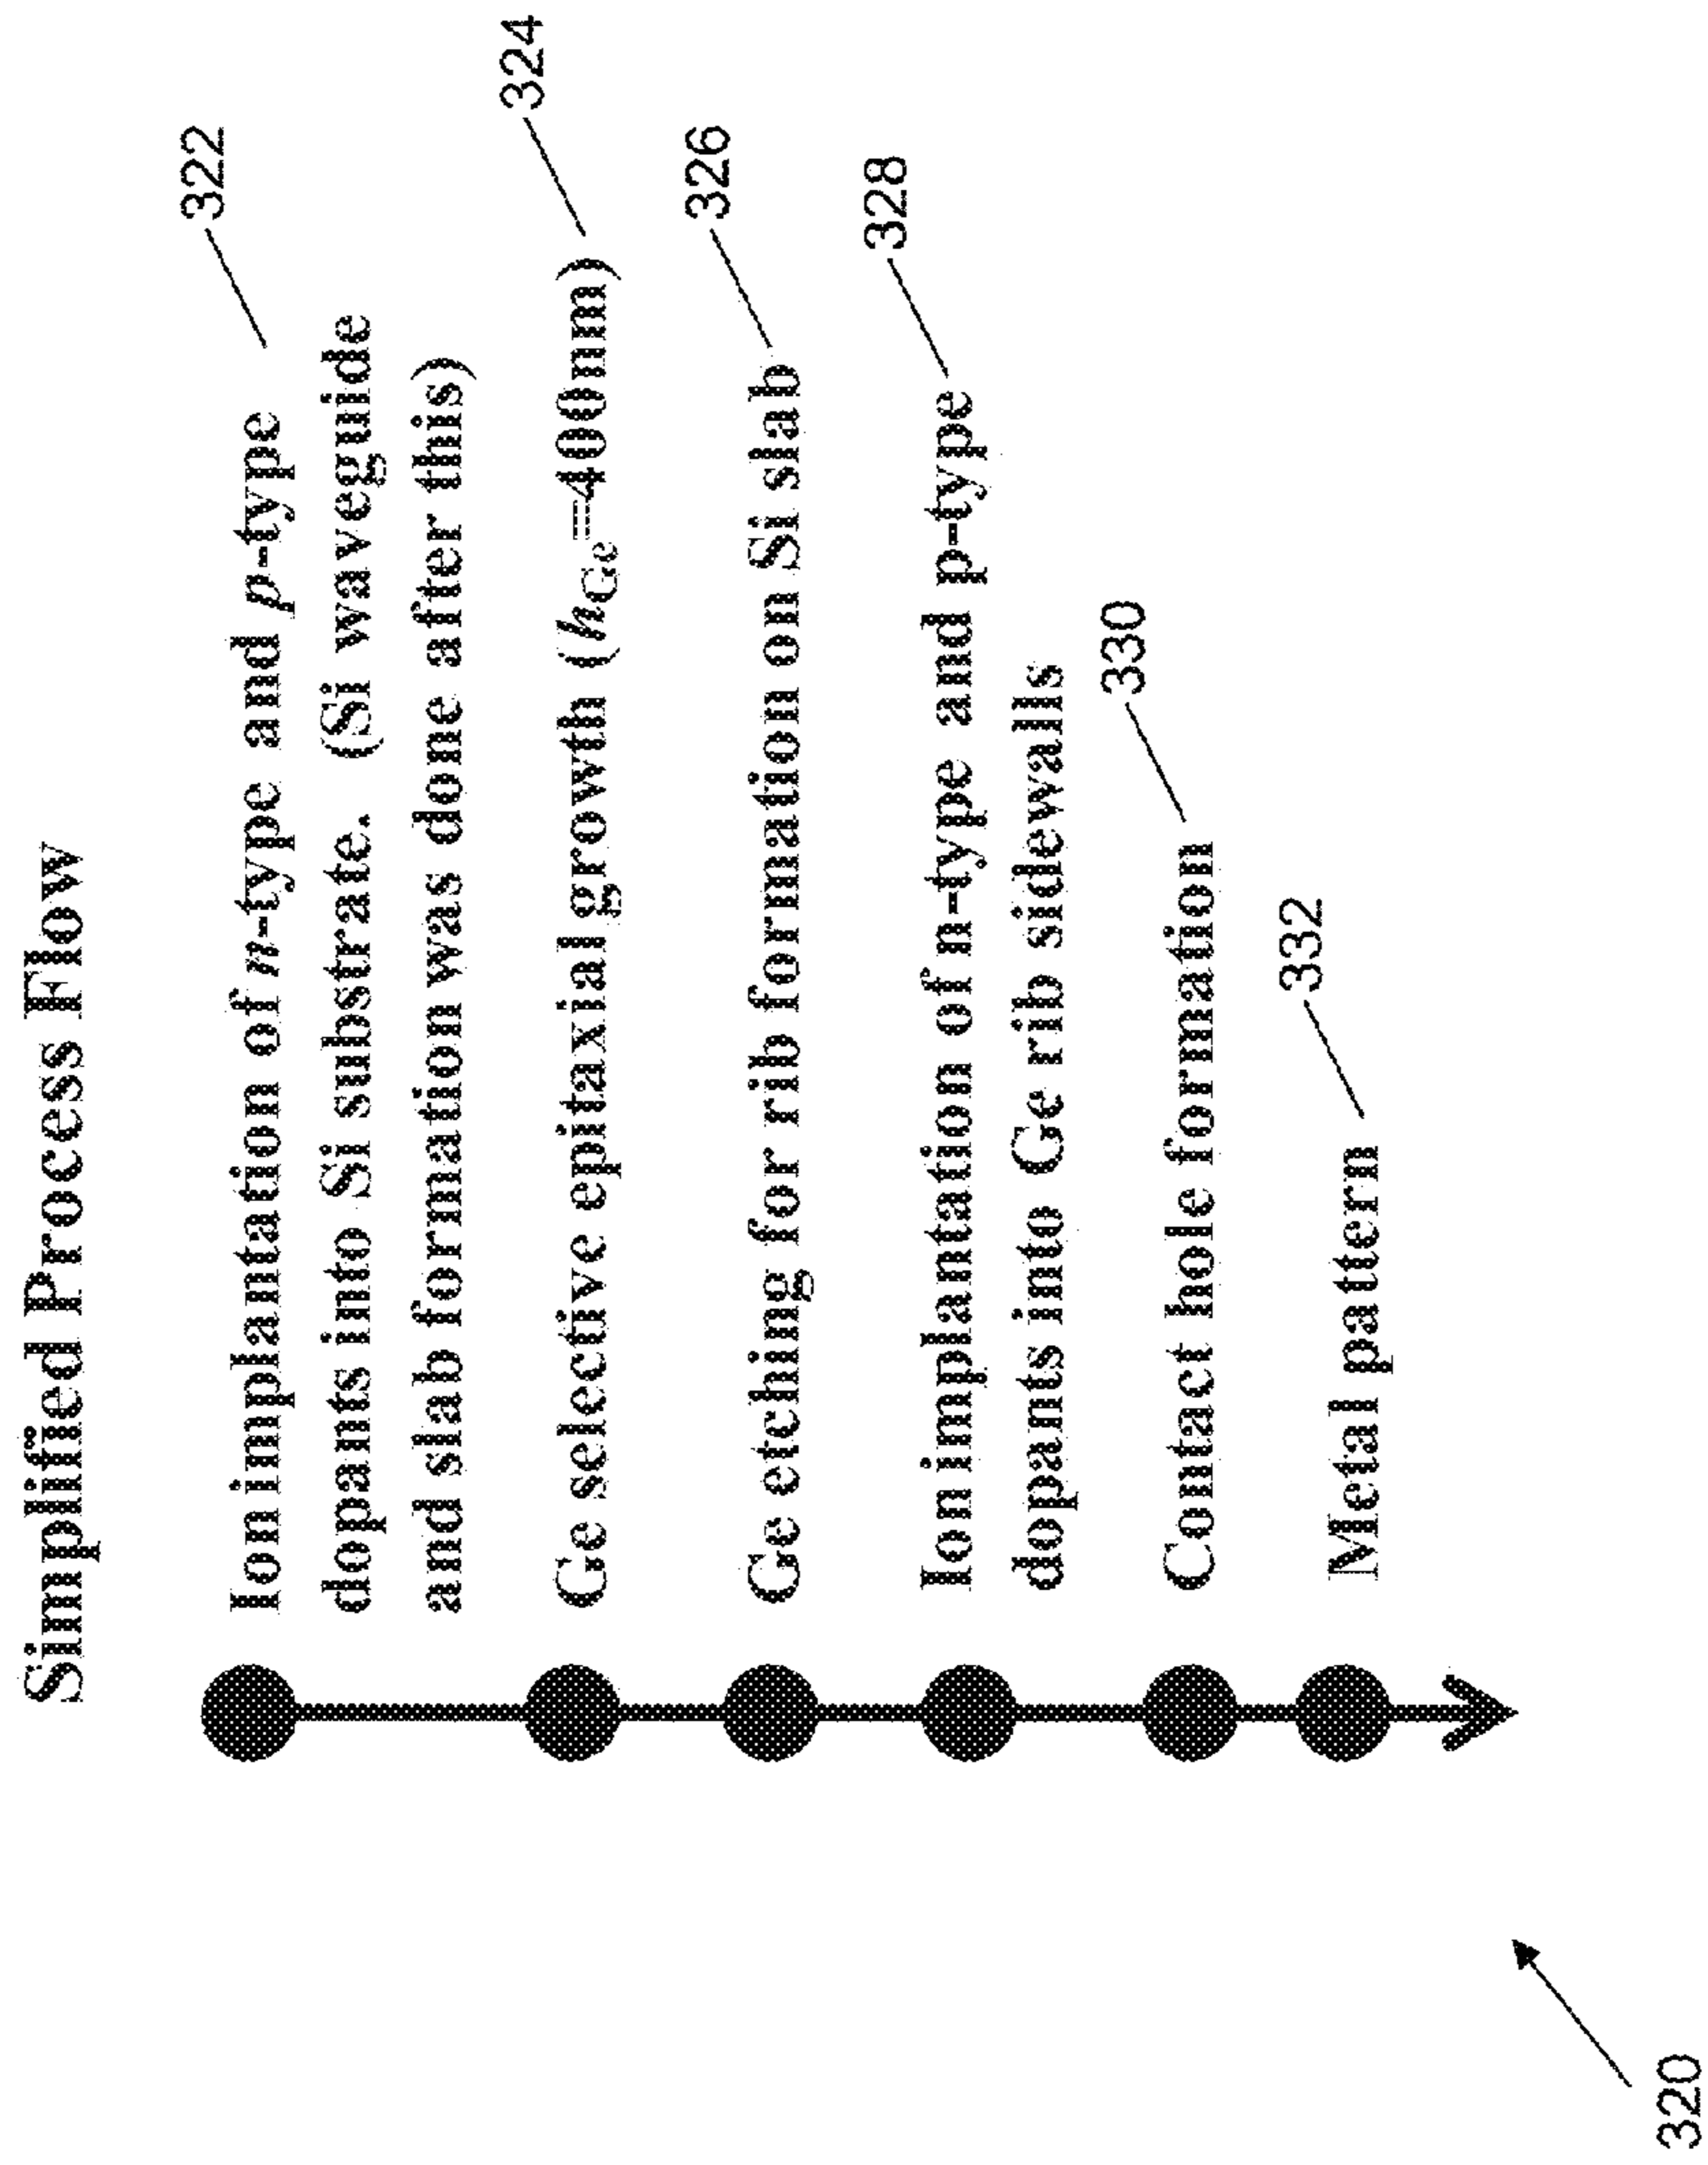 Simplified Process Flow
Ion implantation of n-type and p-type
dopants into Si substrate. (Si waveguide
and slab formation was done after this)
322
Ge selective epitaxial growth (hGe=400nm)
324
Ge etching for rib formation on Si slab
326
Ion implantation of n-type and p-type
dopants into Ge rib sidewalls
328
Contact hole formation
330
Metal pattern
332
320